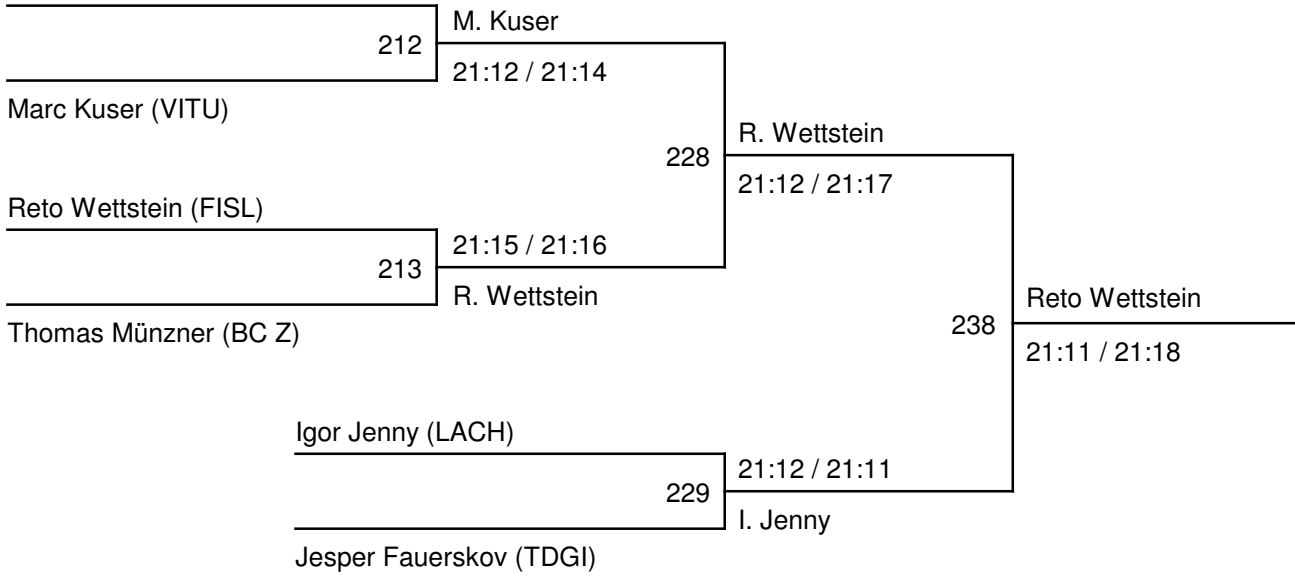 M. Kuser
212
21:12 / 21:14
Marc Kuser (VITU)
R. Wettstein
228
21:12 / 21:17
Reto Wettstein (FISL)
21:15 / 21:16
213
R. Wettstein
Reto Wettstein
Thomas Münzner (BC Z)
238
21:11 / 21:18
Igor Jenny (LACH)
21:12 / 21:11
229
I. Jenny
Jesper Fauerskov (TDGI)